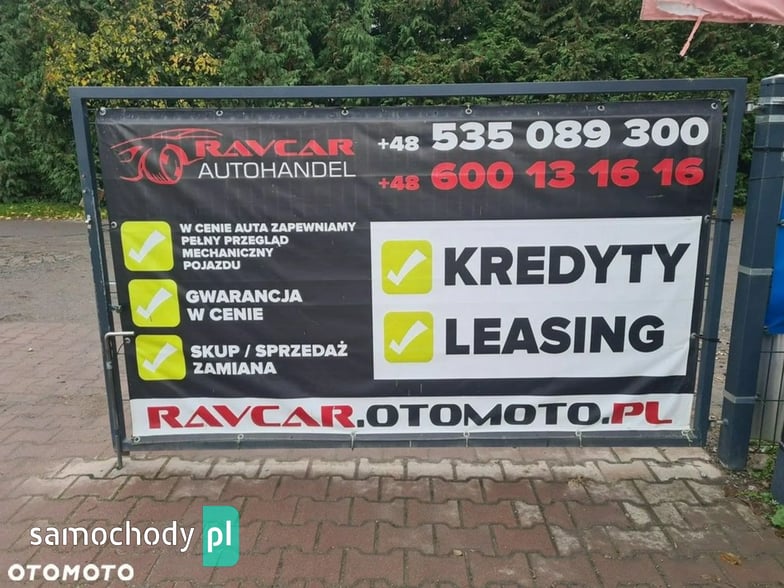 RAVCAR
AUTOHANDEL
+48 535 089 300
+48 600 13 16 16
W CENIE AUTA ZAPEWNIAMY
PEŁNY PRZEGLĄD
MECHANICZNY
POJAZDU
GWARANCJA
W CENIE
SKUP / SPRZEDAŻ
ZAMIANA
KREDYTY
LEASING
RAVCAR.OTOMOTO.PL
samochody pl
OTOMOTO